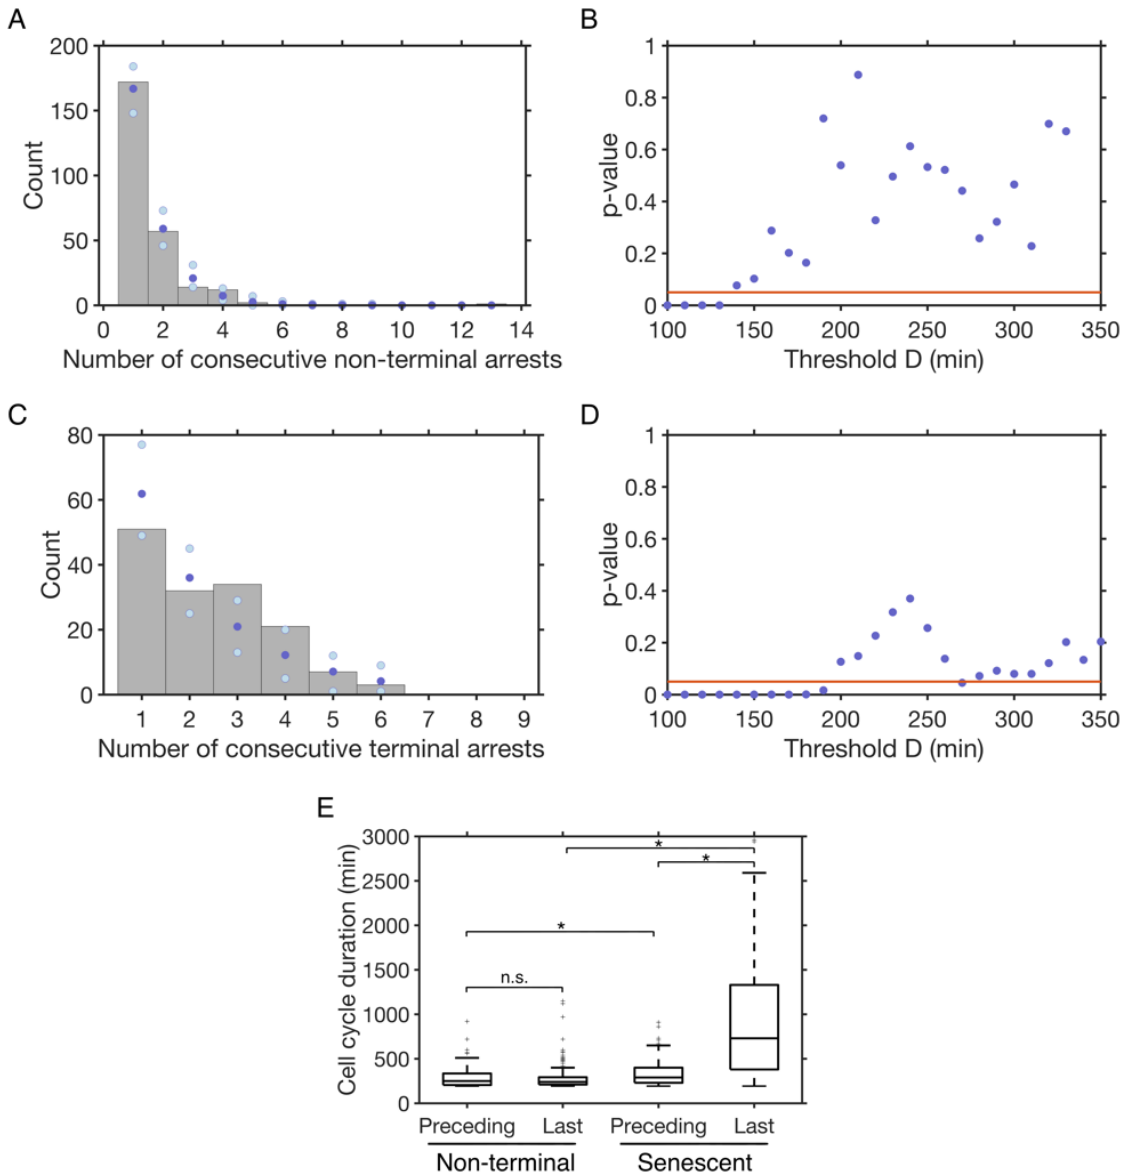 A
200
150
100
50
0
Count
0 2 4 6 8 10 12 14
Number of consecutive non-terminal arrests
B
1
0.8
0.6
0.4
0.2
0
p-value
100 150 200 250 300 350
Threshold D (min)
C
80
60
40
20
0
Count
1 2 3 4 5 6 7 8 9
Number of consecutive terminal arrests
D
1
0.8
0.6
0.4
0.2
0
p-value
100 150 200 250 300 350
Threshold D (min)
E
3000
2500
2000
1500
1000
500
0
Cell cycle duration (min)
*
*
*
n.s.
Preceding Last Preceding Last
Non-terminal Senescent